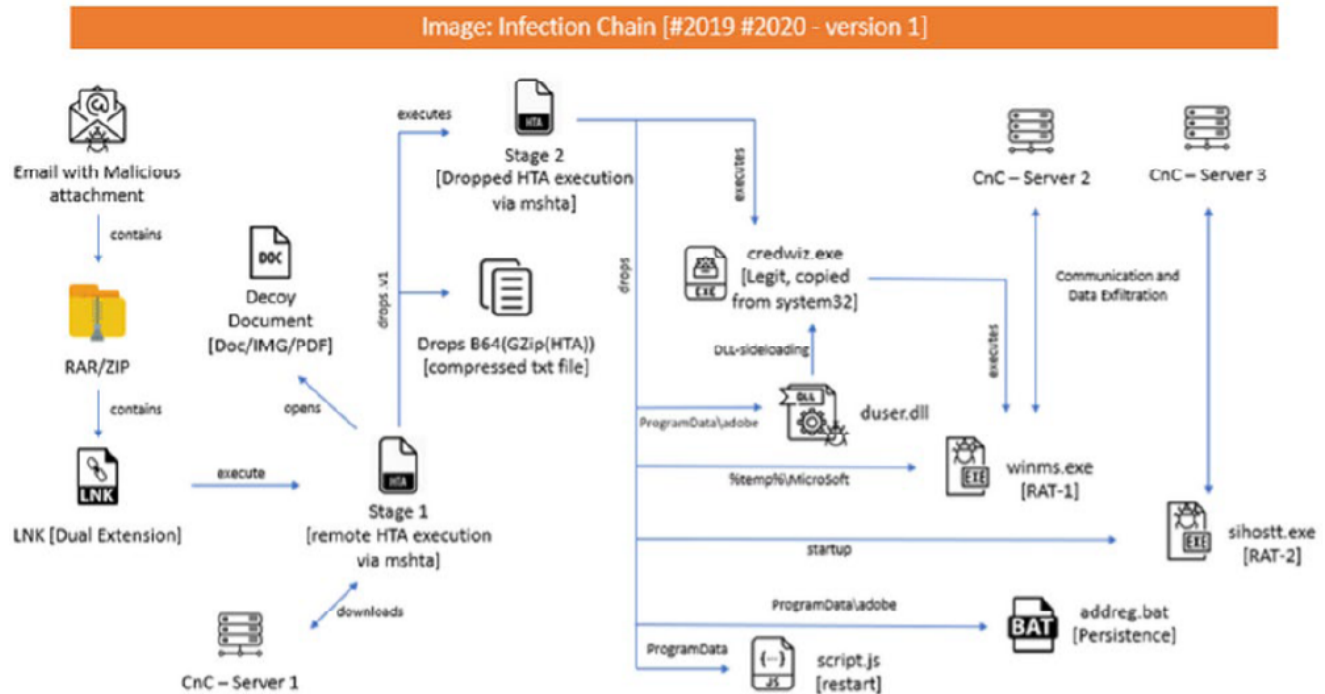 Image: Infection Chain [#2019 #2020 - version 1]
Email with Malicious
attachment
contains
RAR/ZIP
contains
LNK
LNK [Dual Extension]
execute
DOC
Decoy
Document
[Doc/IMG/PDF]
opens
HTA
Stage 1
[remote HTA execution
via mshta]
downloads
CnC – Server 1
drops .v1
executes
HTA
Stage 2
[Dropped HTA execution
via mshta]
Drops B64(GZip(HTA))
[compressed txt file]
drops
executes
EXE
credwiz.exe
[Legit, copied
from system32]
DLL-sideloading
DLL
duser.dll
ProgramData\adobe
executes
%temp%\MicroSoft
EXE
winms.exe
[RAT-1]
CnC – Server 2
CnC – Server 3
Communication and
Data Exfiltration
startup
EXE
sihostt.exe
[RAT-2]
ProgramData\adobe
BAT
addreg.bat
[Persistence]
ProgramData
{...}
JS
script.js
[restart]